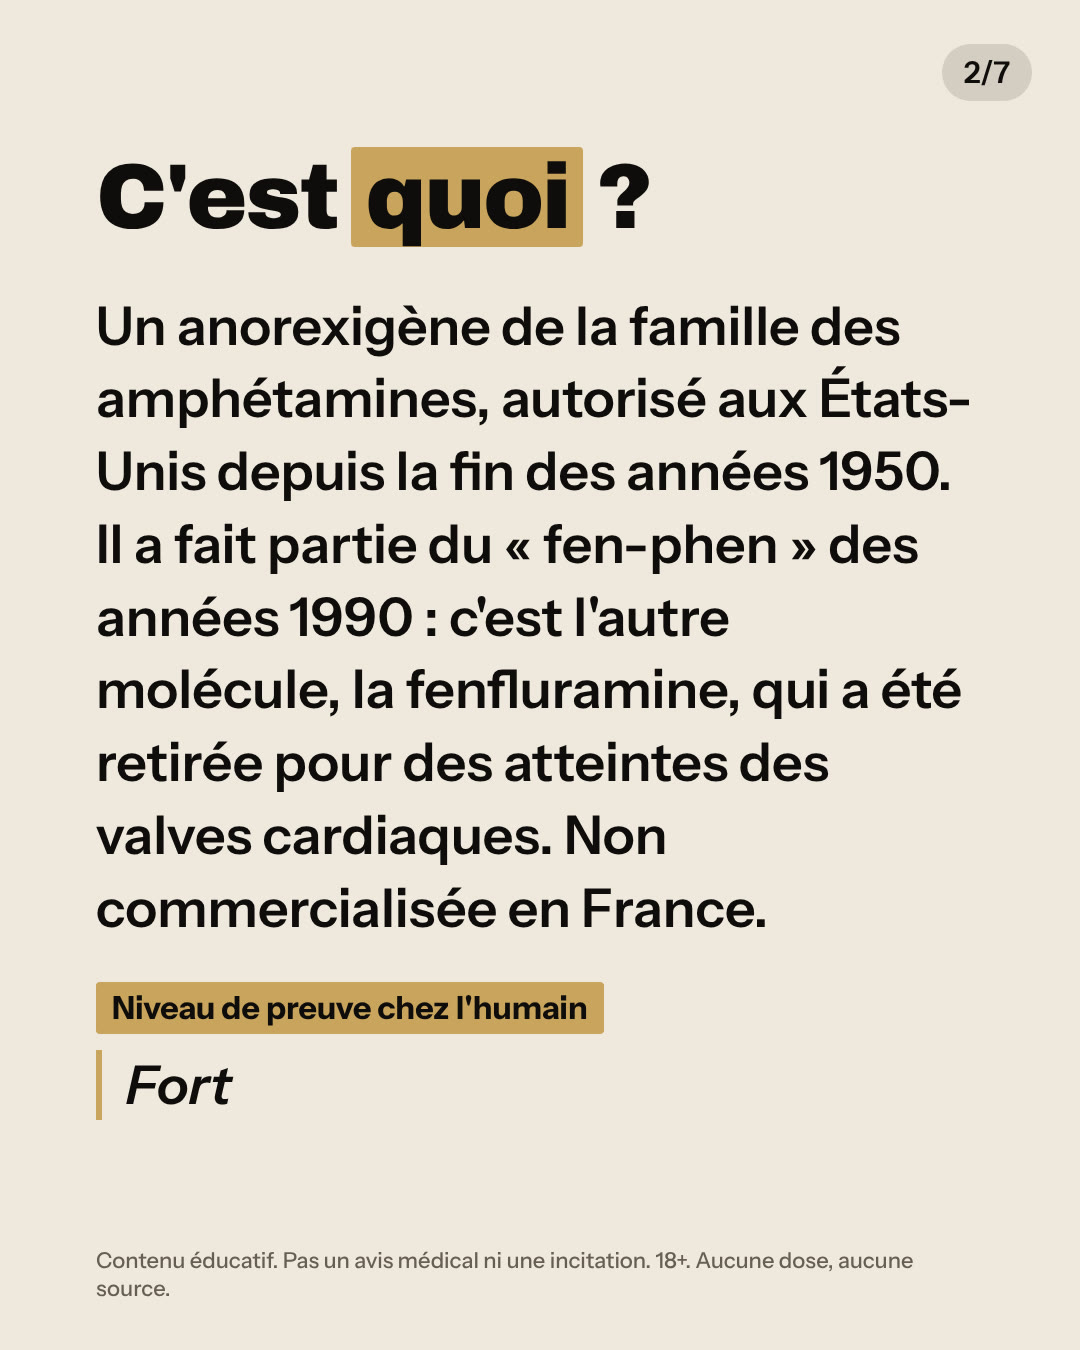 2/7
C'est quoi ?
Un anorexigène de la famille des
amphétamines, autorisé aux États-
Unis depuis la fin des années 1950.
Il a fait partie du « fen-phen » des
années 1990 : c'est l'autre
molécule, la fenfluramine, qui a été
retirée pour des atteintes des
valves cardiaques. Non
commercialisée en France.
Niveau de preuve chez l'humain
Fort
Contenu éducatif. Pas un avis médical ni une incitation. 18+. Aucune dose, aucune
source.